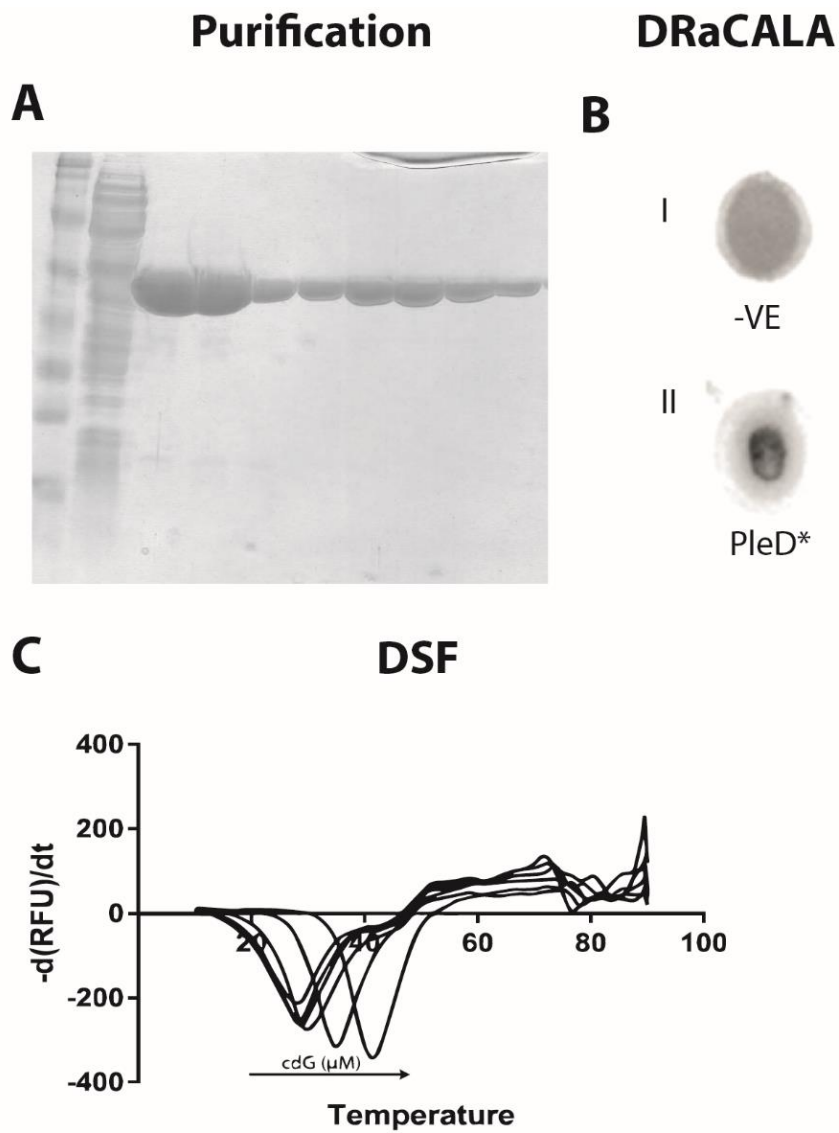 Purification
DRaCALA
A
B
I
-VE
II
PleD*
C
DSF
400
200
0
-200
-400
-d(RFU)/dt
20
40
60
80
100
cdG (µM)
Temperature